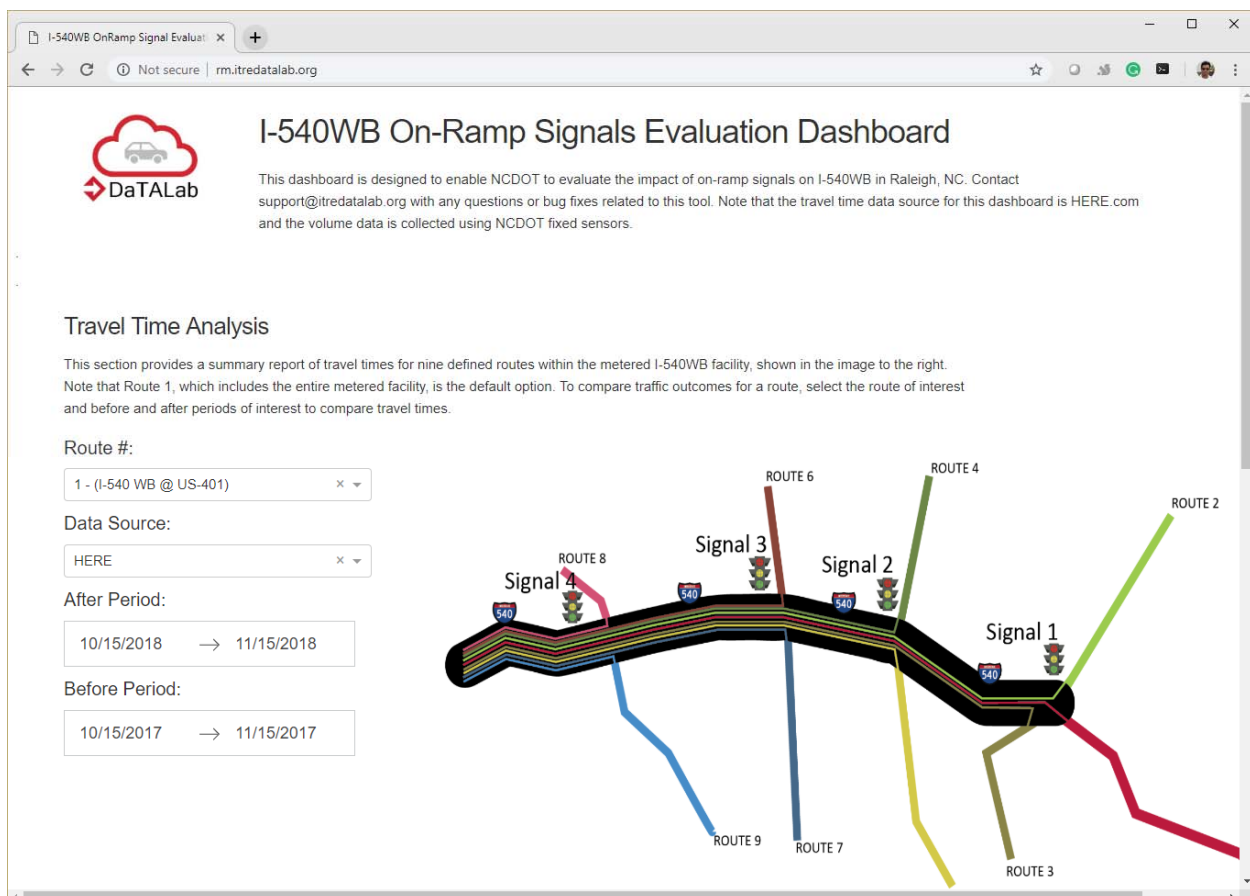 I-540WB OnRamp Signal Evaluati
Not secure | rm.itredatalab.org
DaTALab
I-540WB On-Ramp Signals Evaluation Dashboard
This dashboard is designed to enable NCDOT to evaluate the impact of on-ramp signals on I-540WB in Raleigh, NC. Contact
support@itredatalab.org with any questions or bug fixes related to this tool. Note that the travel time data source for this dashboard is HERE.com
and the volume data is collected using NCDOT fixed sensors.
Travel Time Analysis
This section provides a summary report of travel times for nine defined routes within the metered I-540WB facility, shown in the image to the right.
Note that Route 1, which includes the entire metered facility, is the default option. To compare traffic outcomes for a route, select the route of interest
and before and after periods of interest to compare travel times.
Route #:
1 - (I-540 WB @ US-401)
Data Source:
HERE
After Period:
10/15/2018 → 11/15/2018
Before Period:
10/15/2017 → 11/15/2017
ROUTE 4
ROUTE 6
ROUTE 2
Signal 3
ROUTE 8
Signal 2
Signal 4
540
540
540
Signal 1
540
ROUTE 9
ROUTE 7
ROUTE 3